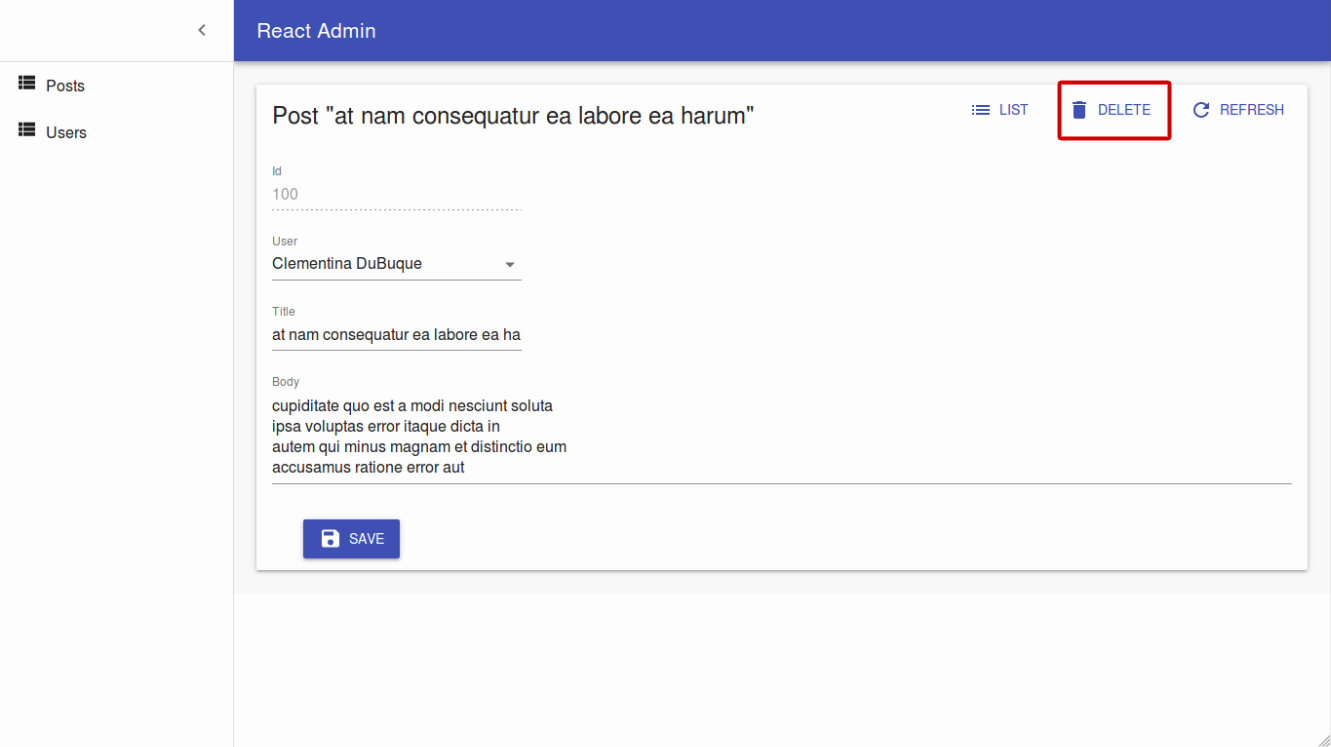 React Admin
Posts
Users
Post "at nam consequatur ea labore ea harum"
LIST
DELETE
REFRESH
Id
100
User
Clementina DuBuque
Title
at nam consequatur ea labore ea ha
Body
cupiditate quo est a modi nesciunt soluta
ipsa voluptas error itaque dicta in
autem qui minus magnam et distinctio eum
accusamus ratione error aut
SAVE